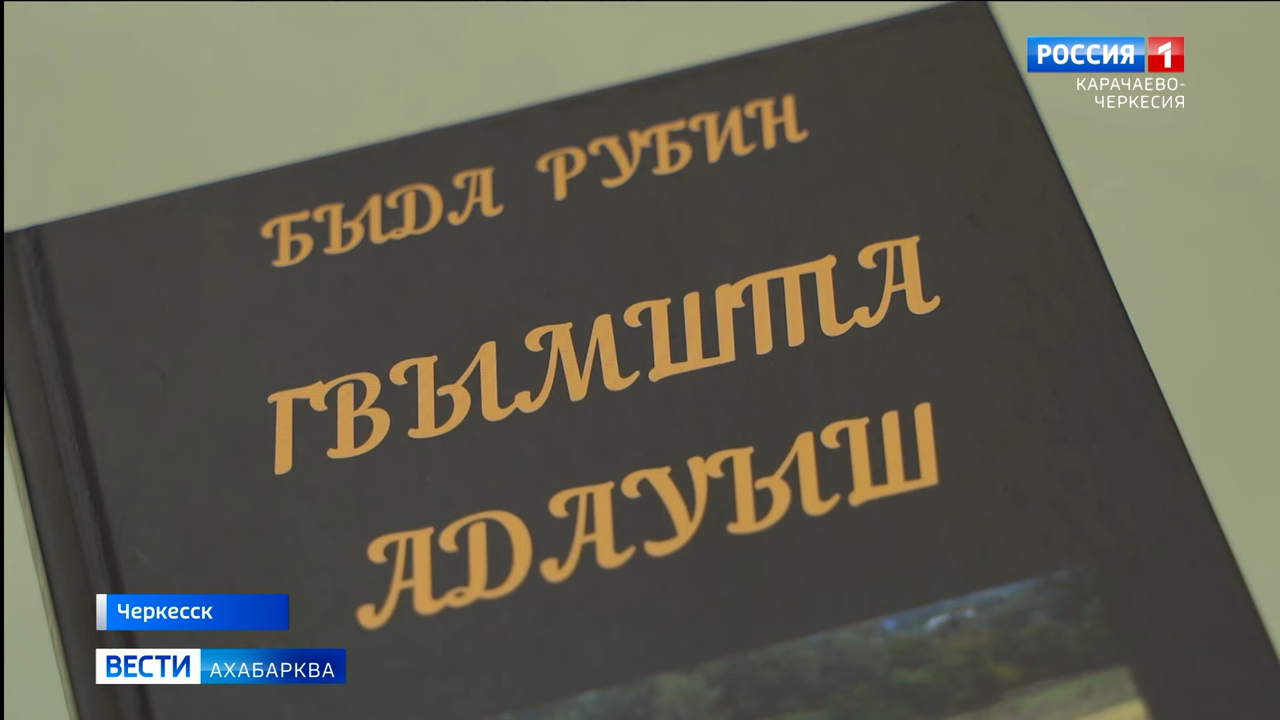 РОССИЯ 1
КАРАЧАЕВО-
ЧЕРКЕСИЯ
БЫДА РУБИН
ГВЫМШТА
АДАУЫШ
Черкесск
ВЕСТИ АХАБАРКВА